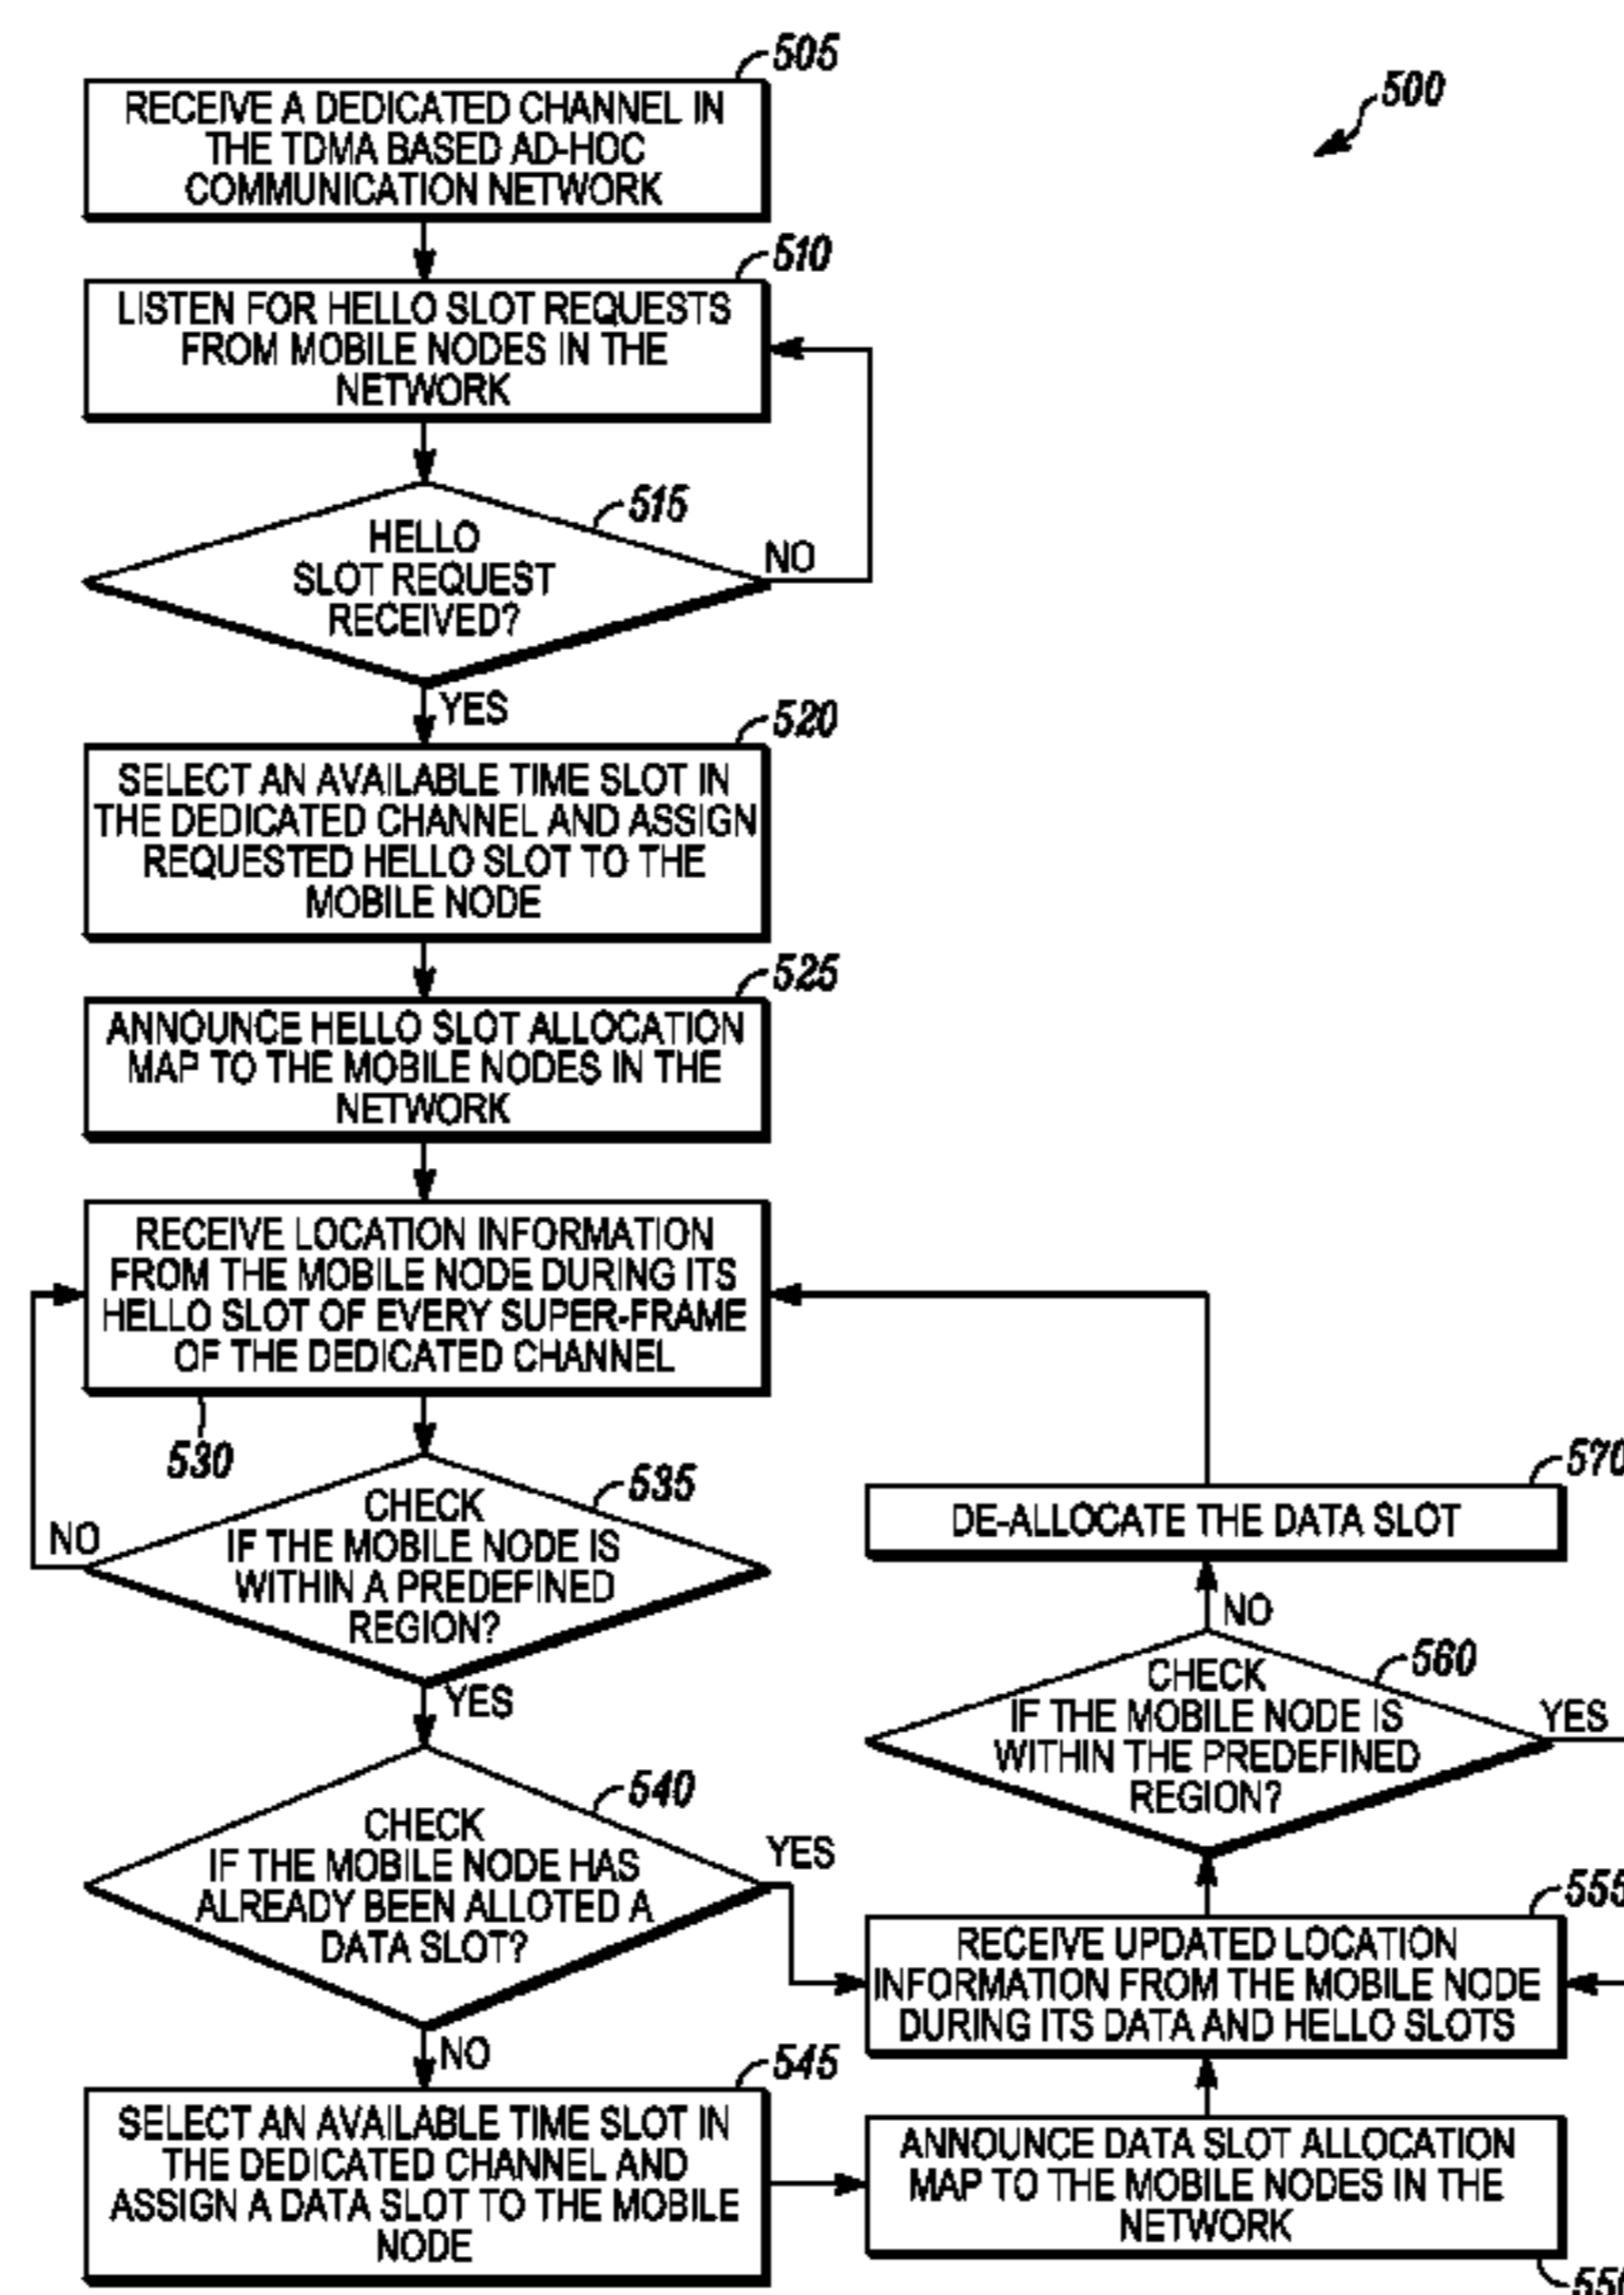 505
RECEIVE A DEDICATED CHANNEL IN
THE TDMA BASED AD-HOC
COMMUNICATION NETWORK
500
510
LISTEN FOR HELLO SLOT REQUESTS
FROM MOBILE NODES IN THE
NETWORK
515
HELLO
SLOT REQUEST
RECEIVED?
NO
YES
520
SELECT AN AVAILABLE TIME SLOT IN
THE DEDICATED CHANNEL AND ASSIGN
REQUESTED HELLO SLOT TO THE
MOBILE NODE
525
ANNOUNCE HELLO SLOT ALLOCATION
MAP TO THE MOBILE NODES IN THE
NETWORK
RECEIVE LOCATION INFORMATION
FROM THE MOBILE NODE DURING ITS
HELLO SLOT OF EVERY SUPER-FRAME
OF THE DEDICATED CHANNEL
530
535
CHECK
IF THE MOBILE NODE IS
WITHIN A PREDEFINED
REGION?
NO
YES
540
CHECK
IF THE MOBILE NODE HAS
ALREADY BEEN ALLOTED A
DATA SLOT?
YES
NO
545
SELECT AN AVAILABLE TIME SLOT IN
THE DEDICATED CHANNEL AND
ASSIGN A DATA SLOT TO THE MOBILE
NODE
570
DE-ALLOCATE THE DATA SLOT
NO
560
CHECK
IF THE MOBILE NODE IS
WITHIN THE PREDEFINED
REGION?
YES
555
RECEIVE UPDATED LOCATION
INFORMATION FROM THE MOBILE NODE
DURING ITS DATA AND HELLO SLOTS
ANNOUNCE DATA SLOT ALLOCATION
MAP TO THE MOBILE NODES IN THE
NETWORK